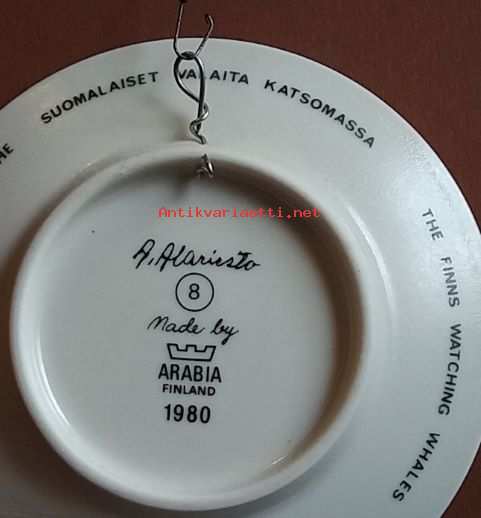 SUOMALAISET VALAITA KATSOMASSA
THE FINNS WATCHING WHALES
Antikvariaatti.net
A. Alariesto
8
Made by
ARABIA
FINLAND
1980